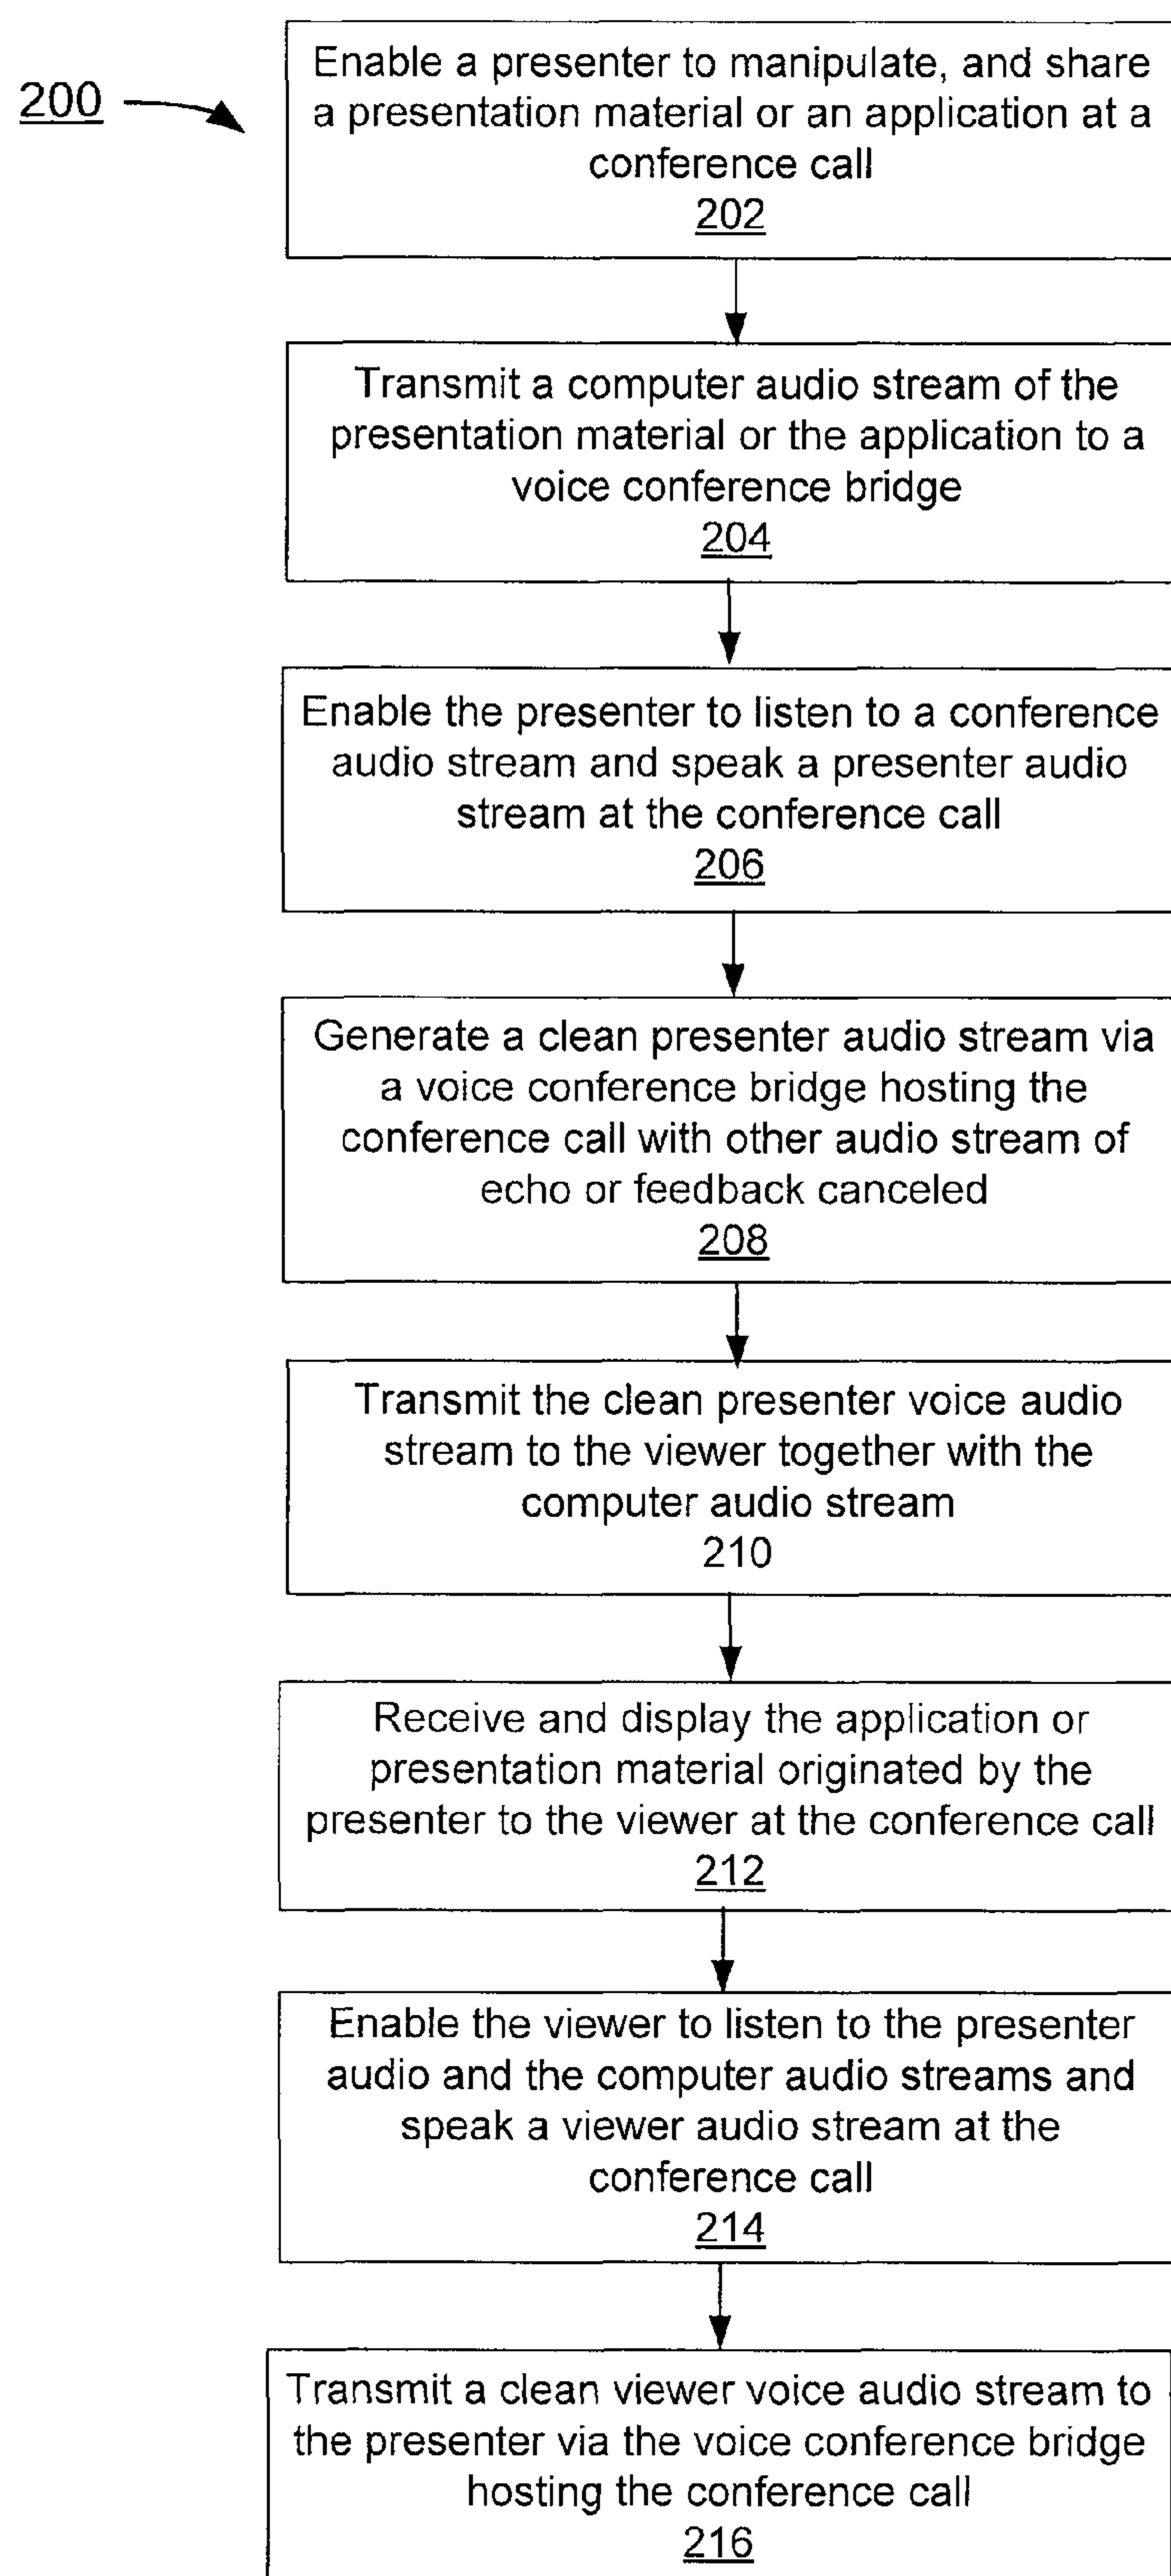 200
Enable a presenter to manipulate, and share
a presentation material or an application at a
conference call
202
Transmit a computer audio stream of the
presentation material or the application to a
voice conference bridge
204
Enable the presenter to listen to a conference
audio stream and speak a presenter audio
stream at the conference call
206
Generate a clean presenter audio stream via
a voice conference bridge hosting the
conference call with other audio stream of
echo or feedback canceled
208
Transmit the clean presenter voice audio
stream to the viewer together with the
computer audio stream
210
Receive and display the application or
presentation material originated by the
presenter to the viewer at the conference call
212
Enable the viewer to listen to the presenter
audio and the computer audio streams and
speak a viewer audio stream at the
conference call
214
Transmit a clean viewer voice audio stream to
the presenter via the voice conference bridge
hosting the conference call
216